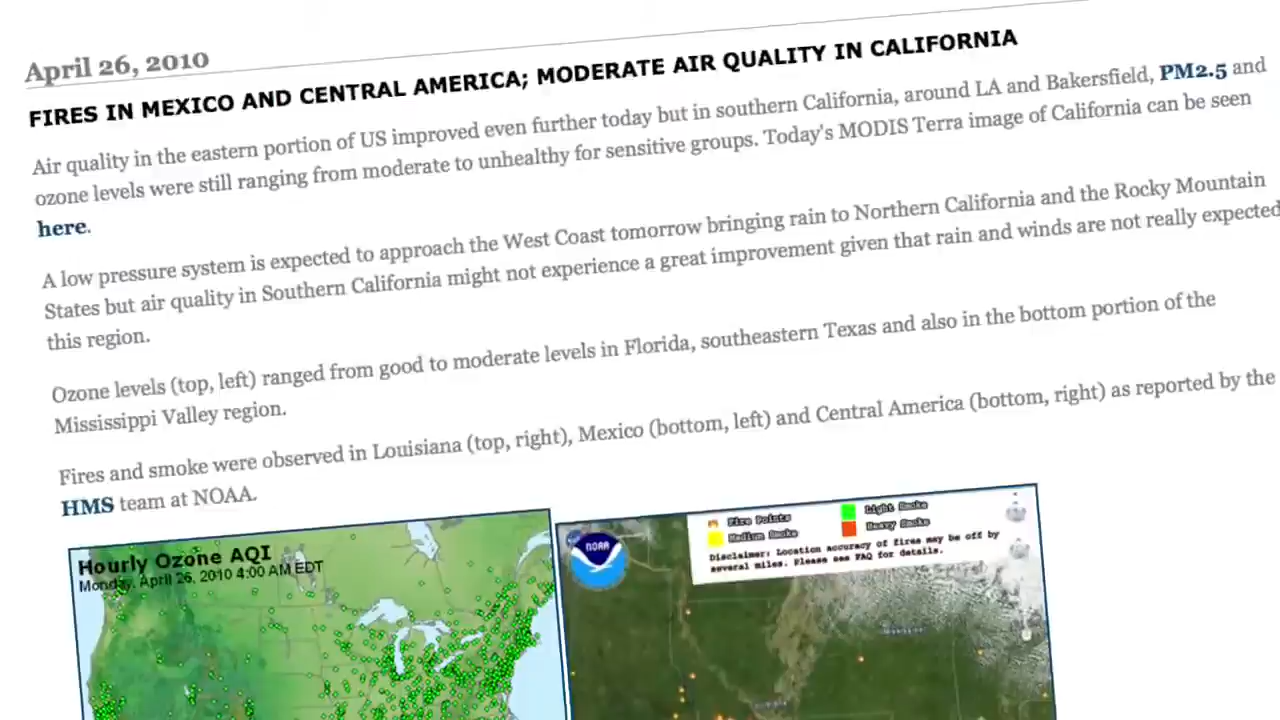 April 26, 2010
FIRES IN MEXICO AND CENTRAL AMERICA; MODERATE AIR QUALITY IN CALIFORNIA
Air quality in the eastern portion of US improved even further today but in southern California, around LA and Bakersfield, PM2.5 and
ozone levels were still ranging from moderate to unhealthy for sensitive groups. Today's MODIS Terra image of California can be seen
here.
A low pressure system is expected to approach the West Coast tomorrow bringing rain to Northern California and the Rocky Mountain
States but air quality in Southern California might not experience a great improvement given that rain and winds are not really expected
this region.
Ozone levels (top, left) ranged from good to moderate levels in Florida, southeastern Texas and also in the bottom portion of the
Mississippi Valley region.
Fires and smoke were observed in Louisiana (top, right), Mexico (bottom, left) and Central America (bottom, right) as reported by the
HMS team at NOAA.
Hourly Ozone AQI
Monday, April 26, 2010 4:00 AM EDT
NOAA
Fire Points
Light Smoke
Medium Smoke
Heavy Smoke
Disclaimer: Location accuracy of fires may be off by
several miles. Please see FAQ for details.